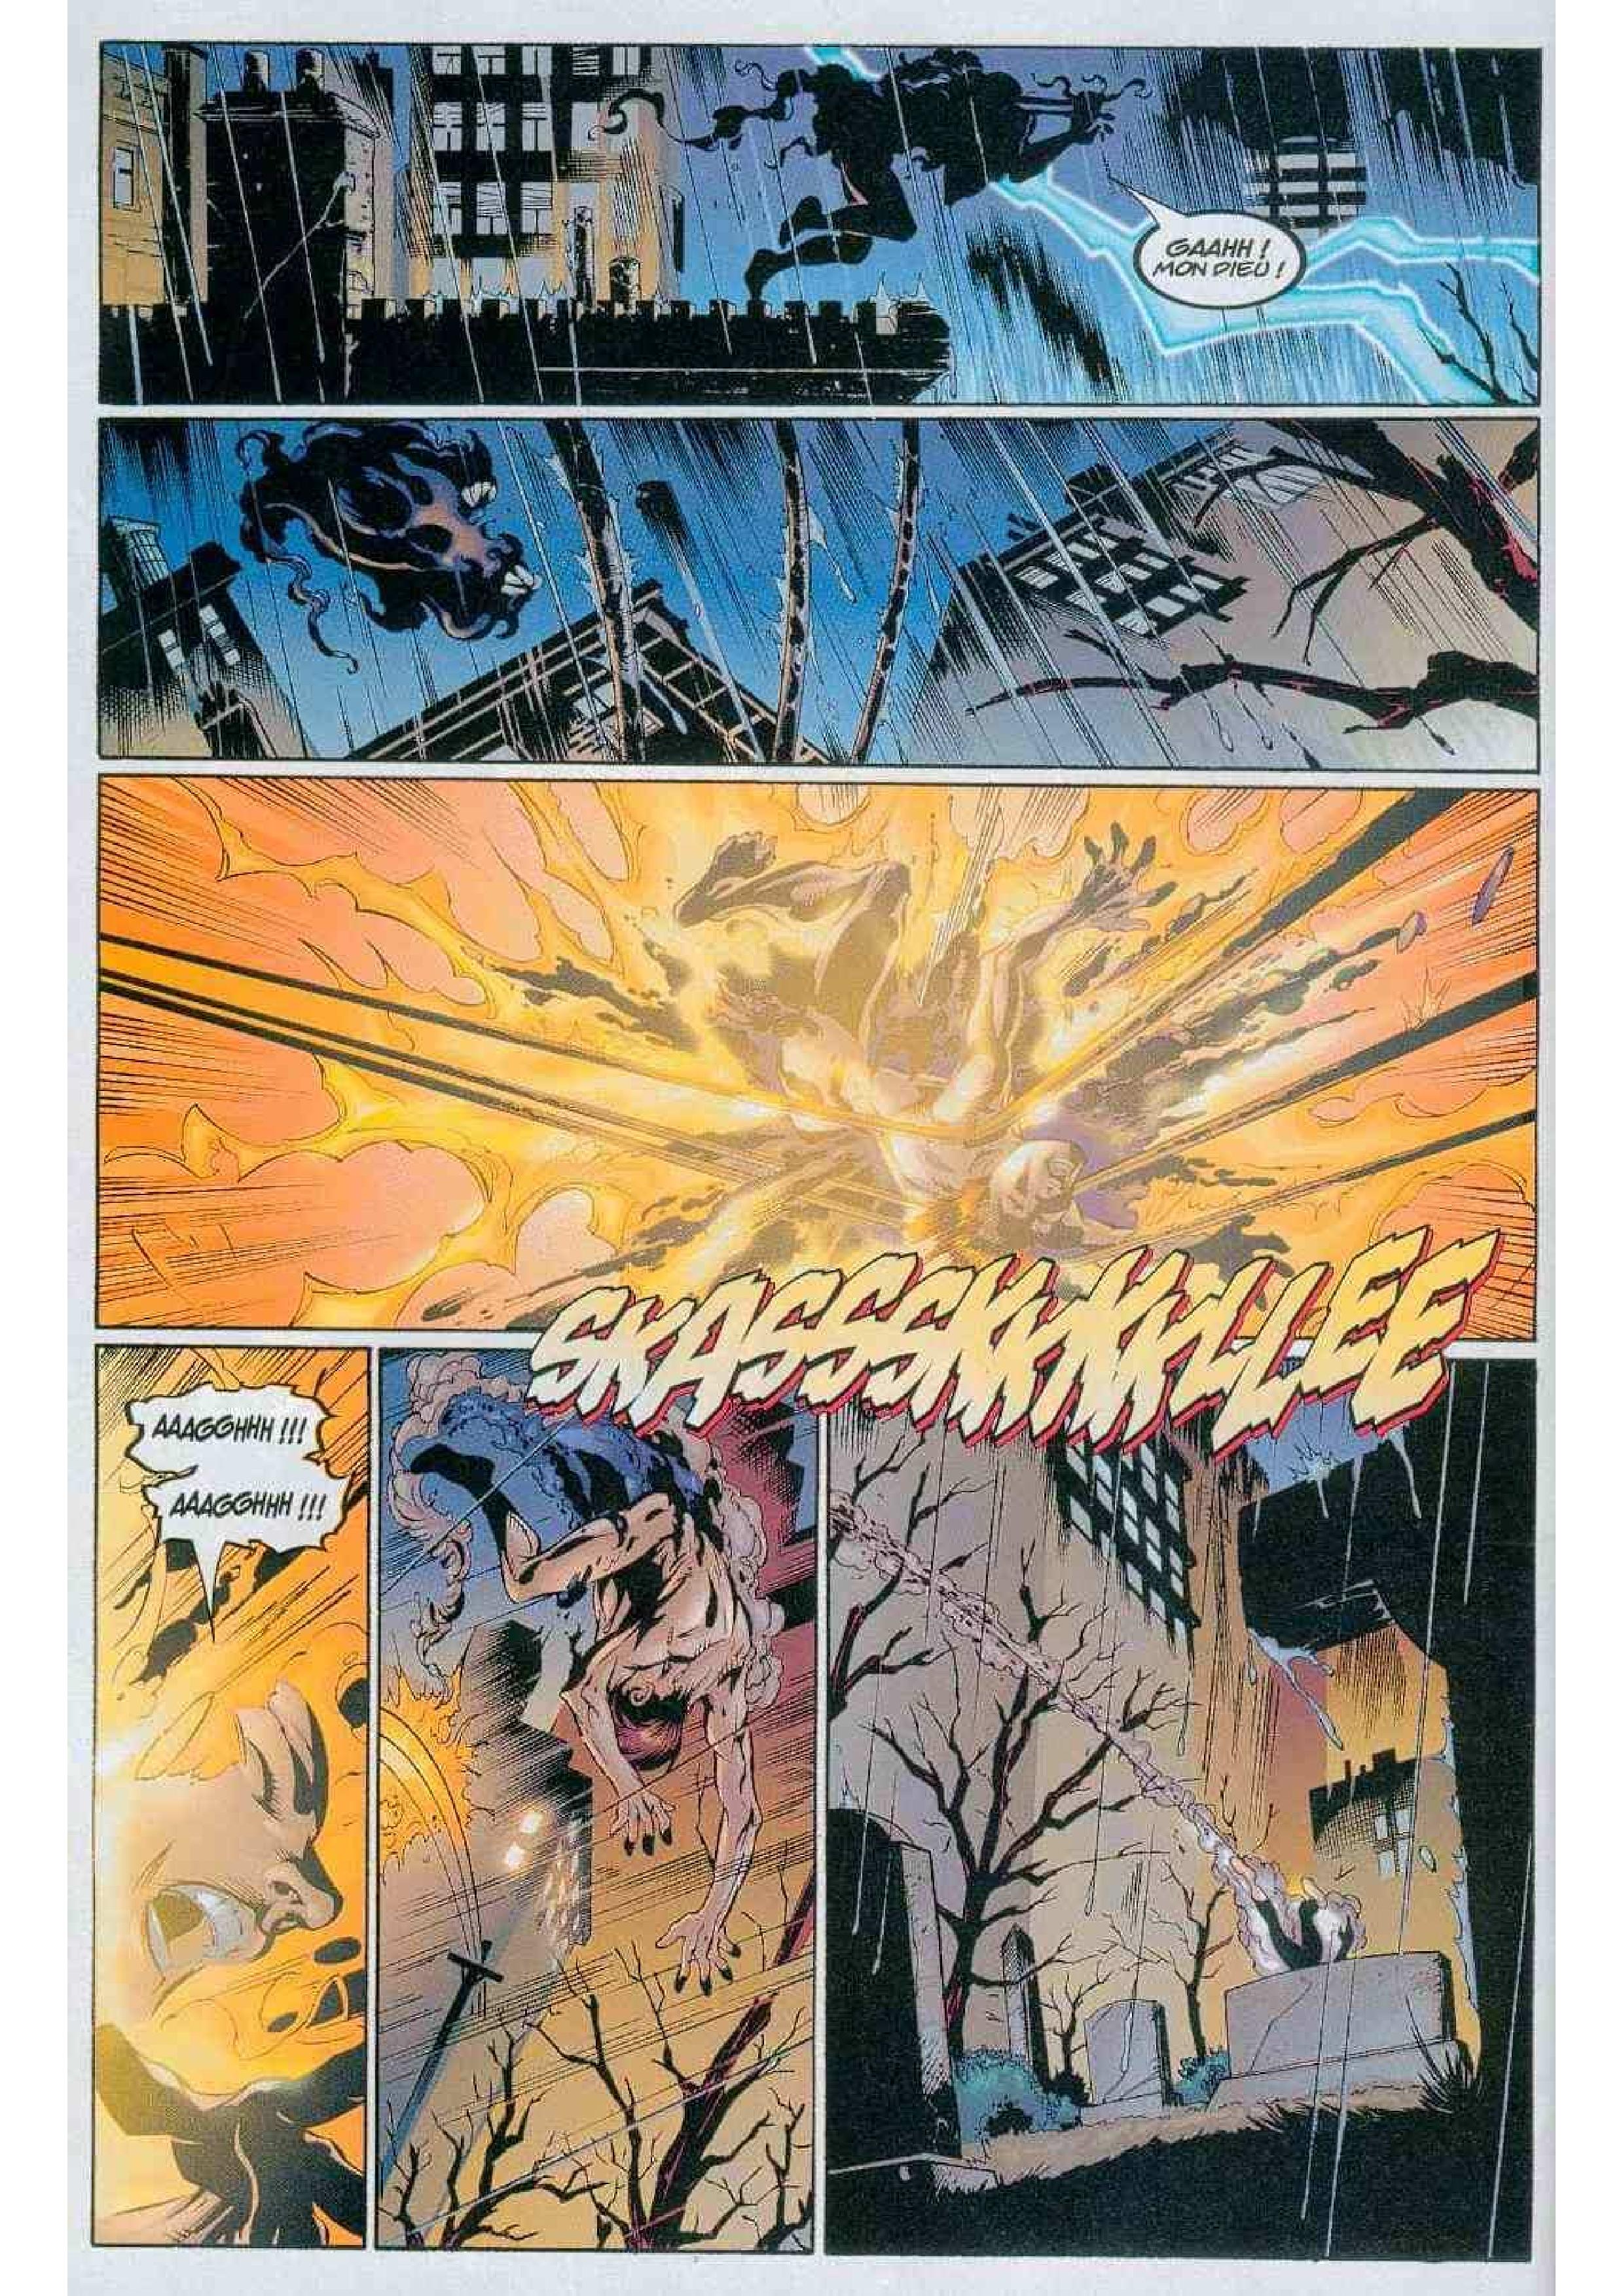 GAAHH !
MON DIEU !
SKASSSKKKKLLEE
AAAGGHHH !!!
AAAGGHHH !!!